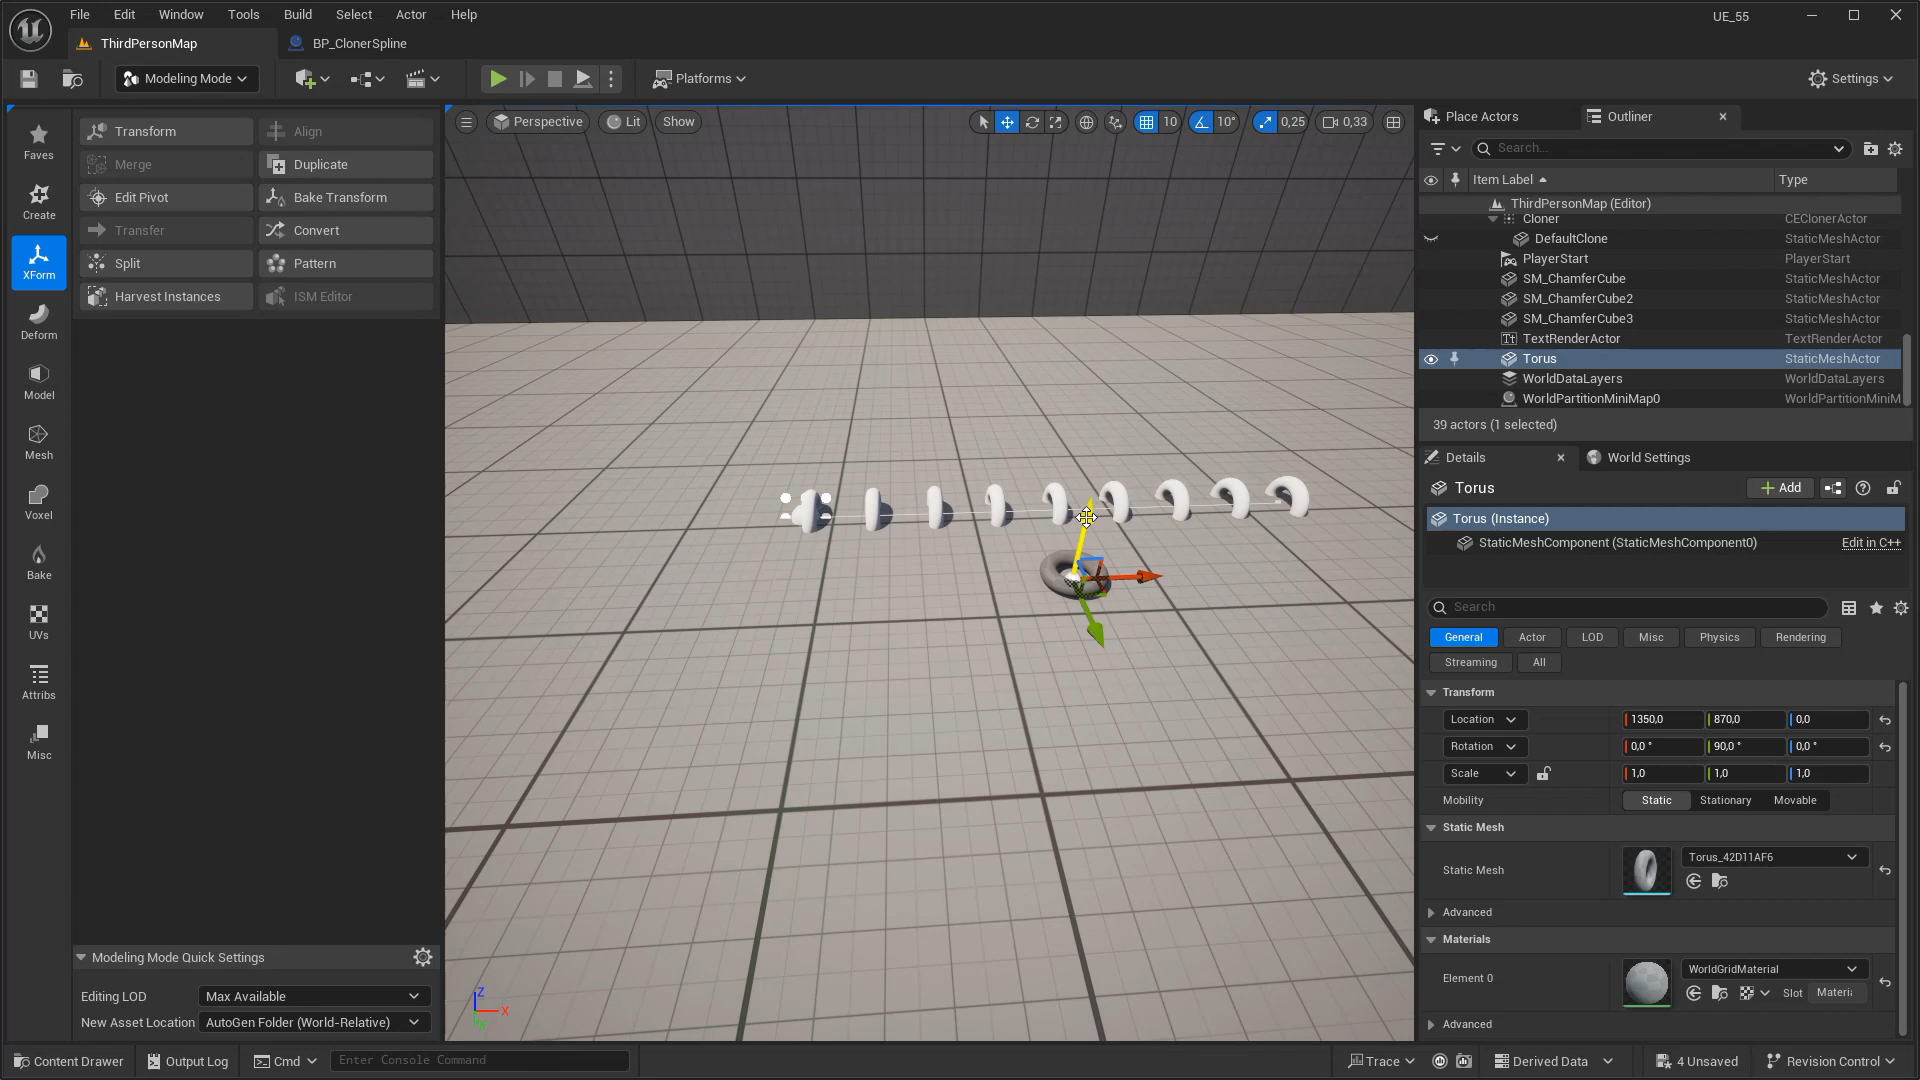 File Edit Window Tools Build Select Actor Help
UE_55
ThirdPersonMap
BP_ClonerSpline
Modeling Mode
Platforms
Settings
Faves
Create
XForm
Deform
Model
Mesh
Voxel
Bake
UVs
Attribs
Misc
Transform
Align
Merge
Duplicate
Edit Pivot
Bake Transform
Transfer
Convert
Split
Pattern
Harvest Instances
ISM Editor
Modeling Mode Quick Settings
Editing LOD
Max Available
New Asset Location
AutoGen Folder (World-Relative)
Perspective
Lit
Show
10
10°
0,25
0,33
Z
X
Place Actors
Outliner
Search...
Item Label
Type
ThirdPersonMap (Editor)
Cloner
CEClonerActor
DefaultClone
StaticMeshActor
PlayerStart
PlayerStart
SM_ChamferCube
StaticMeshActor
SM_ChamferCube2
StaticMeshActor
SM_ChamferCube3
StaticMeshActor
TextRenderActor
TextRenderActor
Torus
StaticMeshActor
WorldDataLayers
WorldDataLayers
WorldPartitionMiniMap0
WorldPartitionMiniM
39 actors (1 selected)
Details
World Settings
Torus
Add
Torus (Instance)
StaticMeshComponent (StaticMeshComponent0)
Edit in C++
Search
General
Actor
LOD
Misc
Physics
Rendering
Streaming
All
Transform
Location
1350,0
870,0
0,0
Rotation
0,0 °
90,0 °
0,0 °
Scale
1,0
1,0
1,0
Mobility
Static
Stationary
Movable
Static Mesh
Static Mesh
Torus_42D11AF6
Advanced
Materials
Element 0
WorldGridMaterial
Slot
Materi
Advanced
Content Drawer
Output Log
Cmd
Enter Console Command
Trace
Derived Data
4 Unsaved
Revision Control